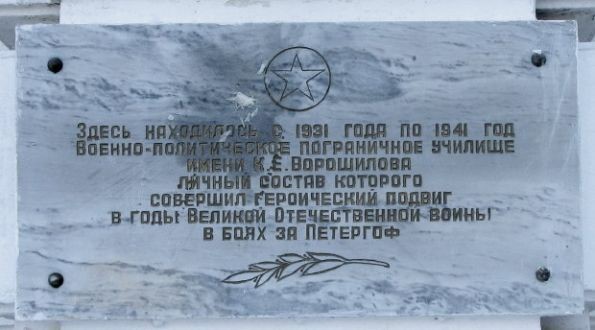 Здесь находилось с 1931 года по 1941 год
Военно-политическое пограничное училище
имени К.Е. Ворошилова
личный состав которого
совершил героический подвиг
в годы Великой Отечественной войны
в боях за Петергоф